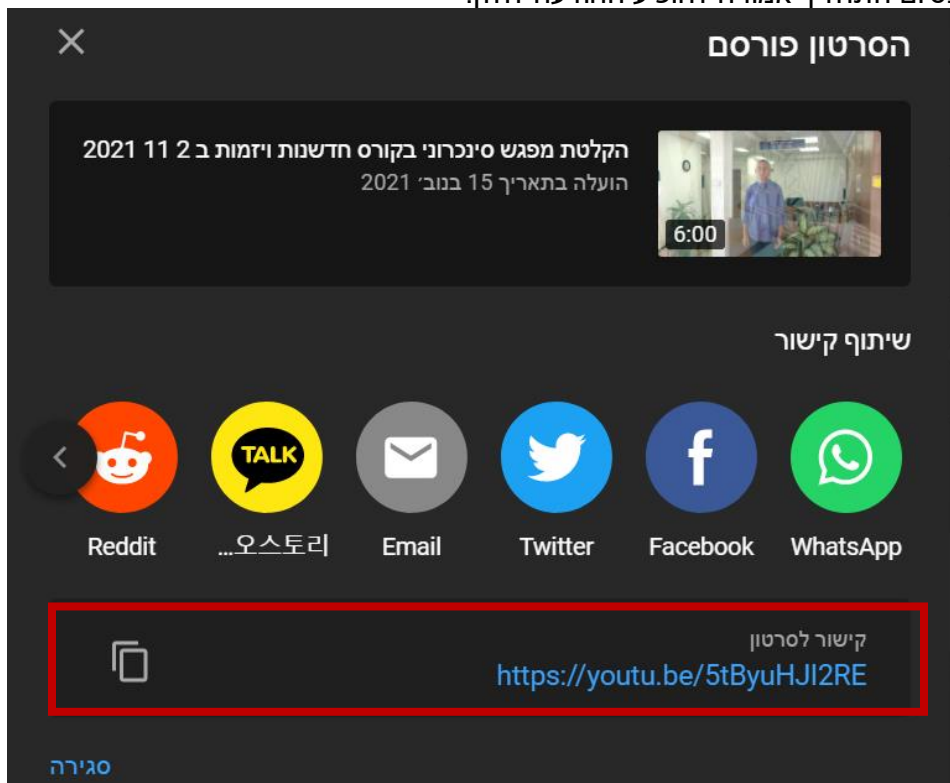 הסרטון פורסם
הקלטת מפגש סינכרוני בקורס חדשנות ויזמות ב 2 11 2021
הועלה בתאריך 15 בנוב׳ 2021
6:00
שיתוף קישור
TALK
WhatsApp
Facebook
Twitter
Email
오스토리...
Reddit
קישור לסרטון
https://youtu.be/5tByuHJI2RE
סגירה